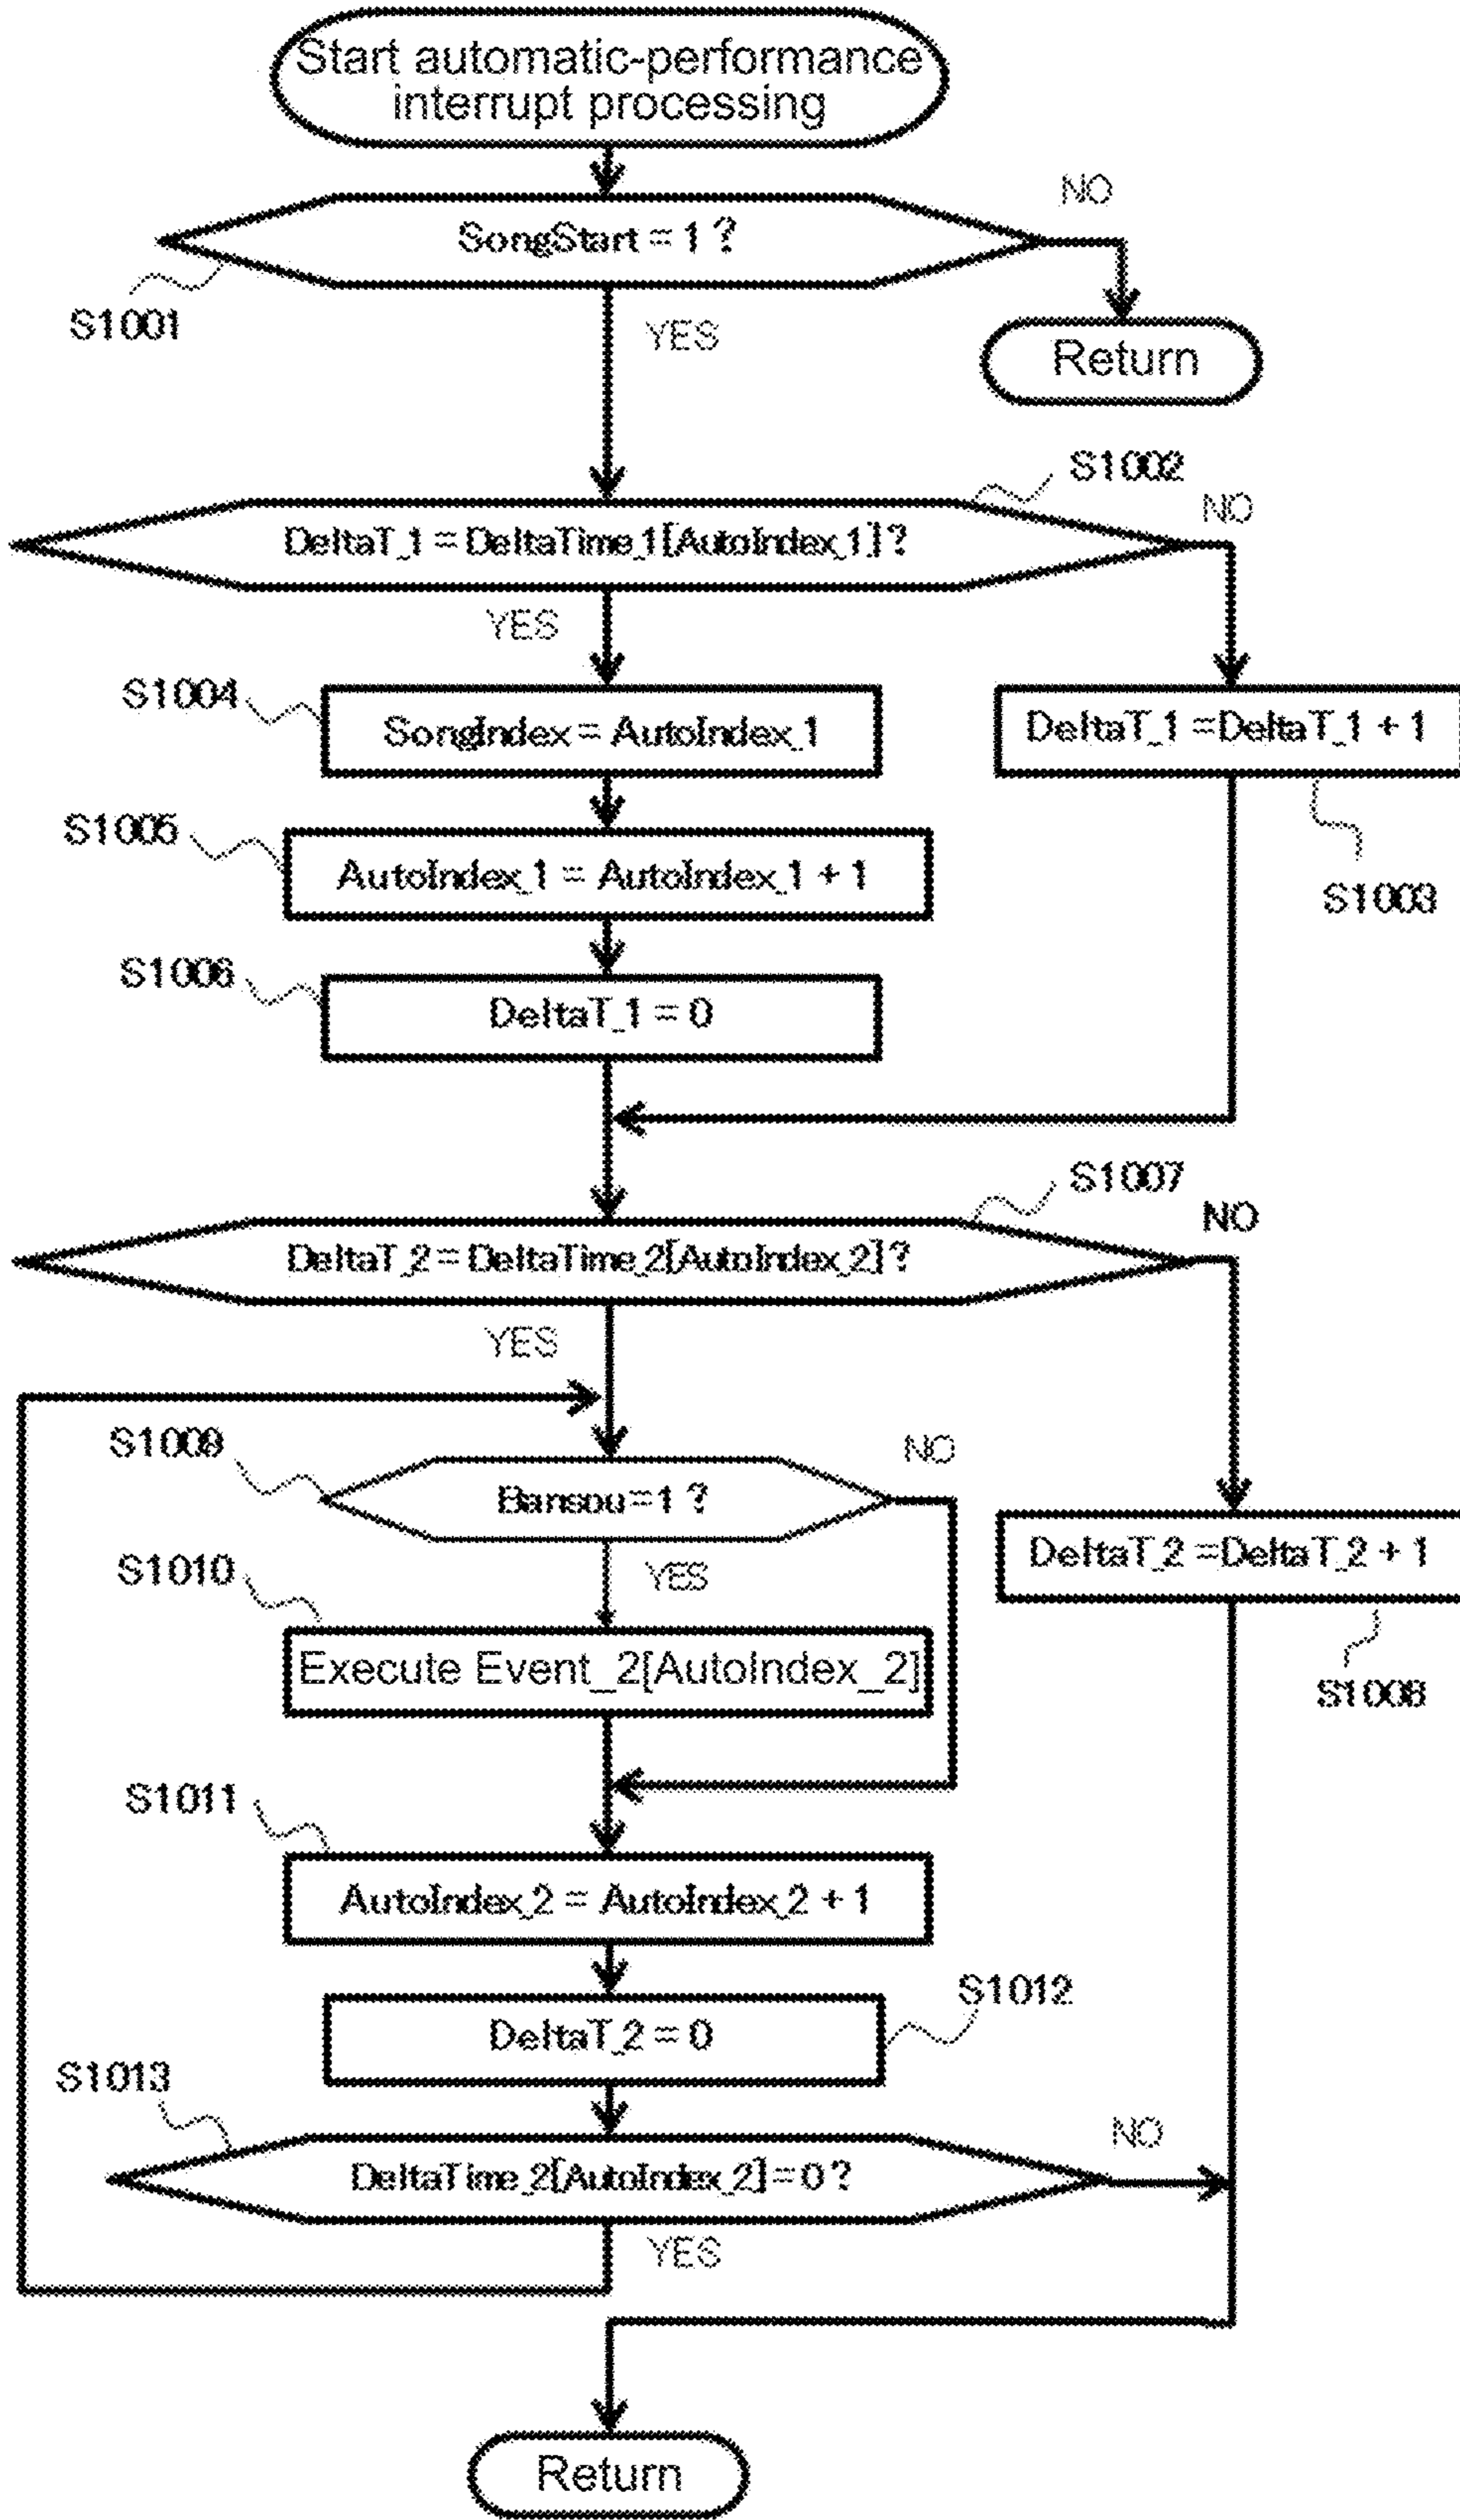 Start automatic-performance
interrupt processing
SongStart = 1 ?
NO
S1001
YES
Return
S1002
DeltaT_1 = DeltaTime_1[AutoIndex_1]?
NO
YES
S1004
SongIndex = AutoIndex_1
DeltaT_1 =DeltaT_1 + 1
S1005
AutoIndex_1 = AutoIndex_1 + 1
S1003
S1006
DeltaT_1 = 0
S1007
NO
DeltaT_2 = DeltaTime_2[AutoIndex_2]?
YES
S1009
NO
Bansou=1 ?
DeltaT_2 =DeltaT_2 + 1
S1010
YES
Execute Event_2[AutoIndex_2]
S1008
S1011
AutoIndex_2 = AutoIndex_2 + 1
S1012
DeltaT_2 = 0
S1013
NO
DeltaTime_2[AutoIndex_2] = 0 ?
YES
Return